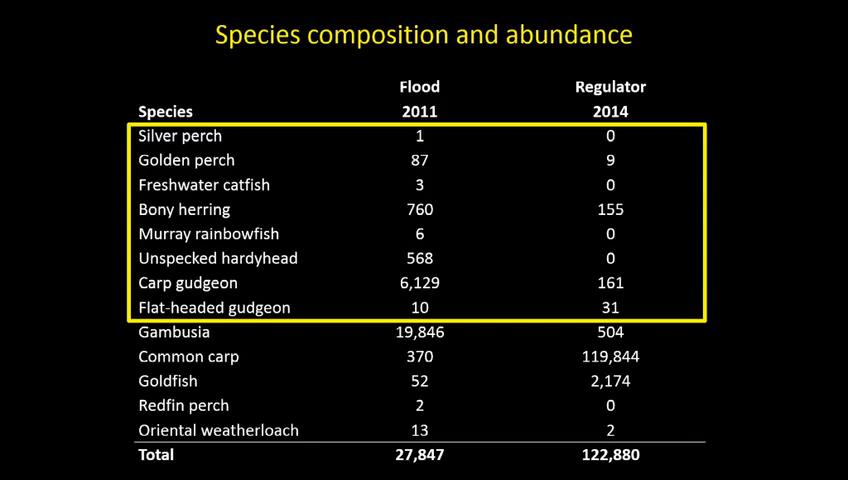 Species composition and abundance
Flood Regulator
Species 2011 2014
Silver perch 1 0
Golden perch 87 9
Freshwater catfish 3 0
Bony herring 760 155
Murray rainbowfish 6 0
Unspecked hardyhead 568 0
Carp gudgeon 6,129 161
Flat-headed gudgeon 10 31
Gambusia 19,846 504
Common carp 370 119,844
Goldfish 52 2,174
Redfin perch 2 0
Oriental weatherloach 13 2
Total 27,847 122,880